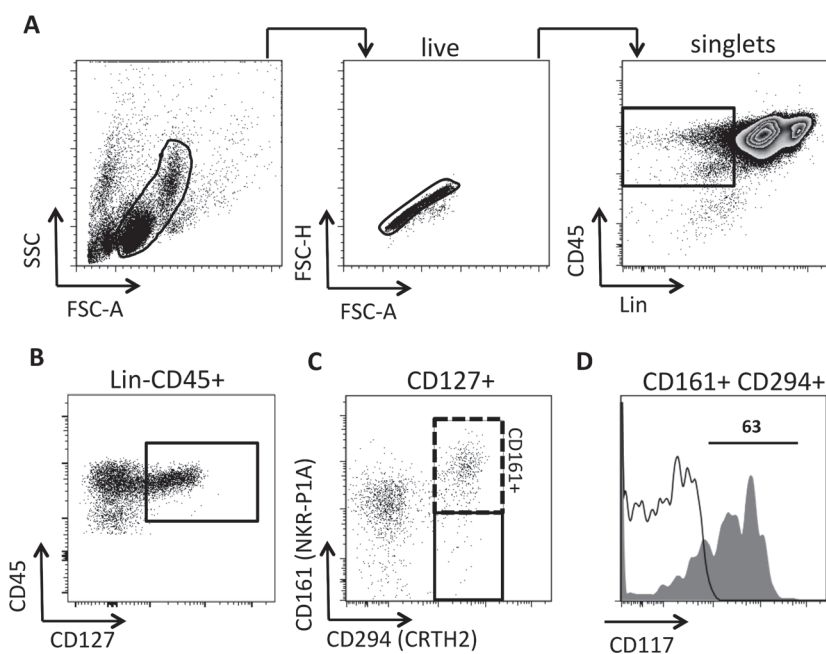 A
live
singlets
SSC
FSC-A
FSC-H
FSC-A
CD45
Lin
B
Lin-CD45+
CD45
CD127
C
CD127+
CD161+
CD161 (NKR-P1A)
CD294 (CRTH2)
D
CD161+ CD294+
63
CD117